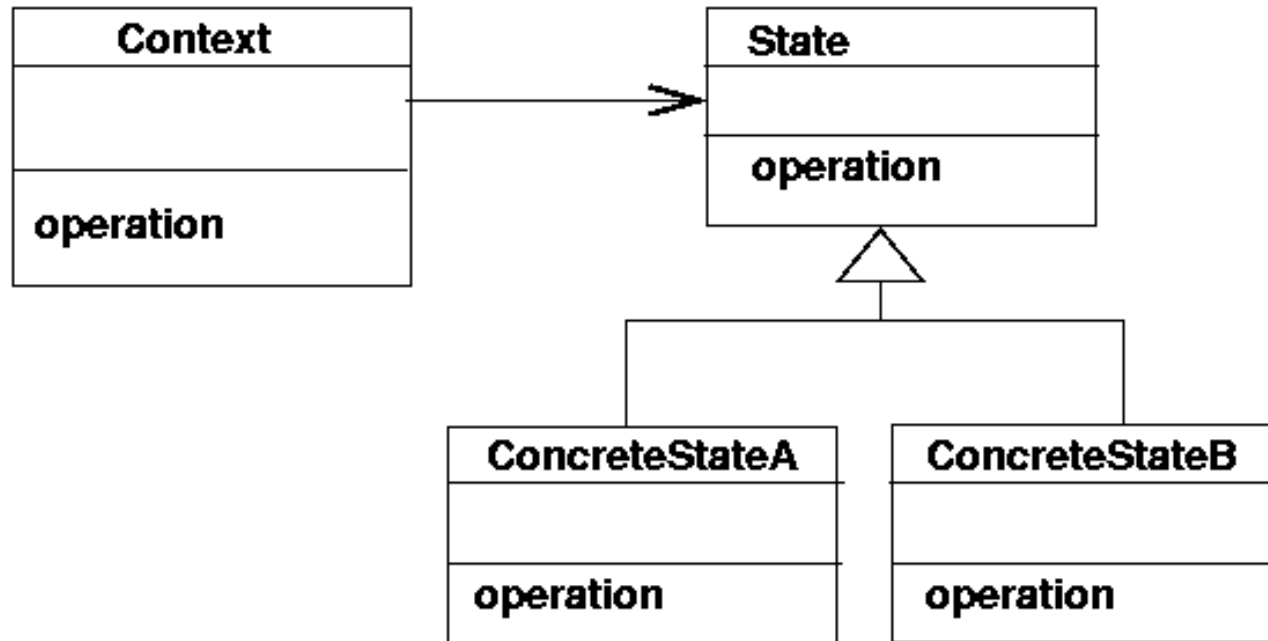 Context
operation
State
operation
ConcreteStateA
operation
ConcreteStateB
operation